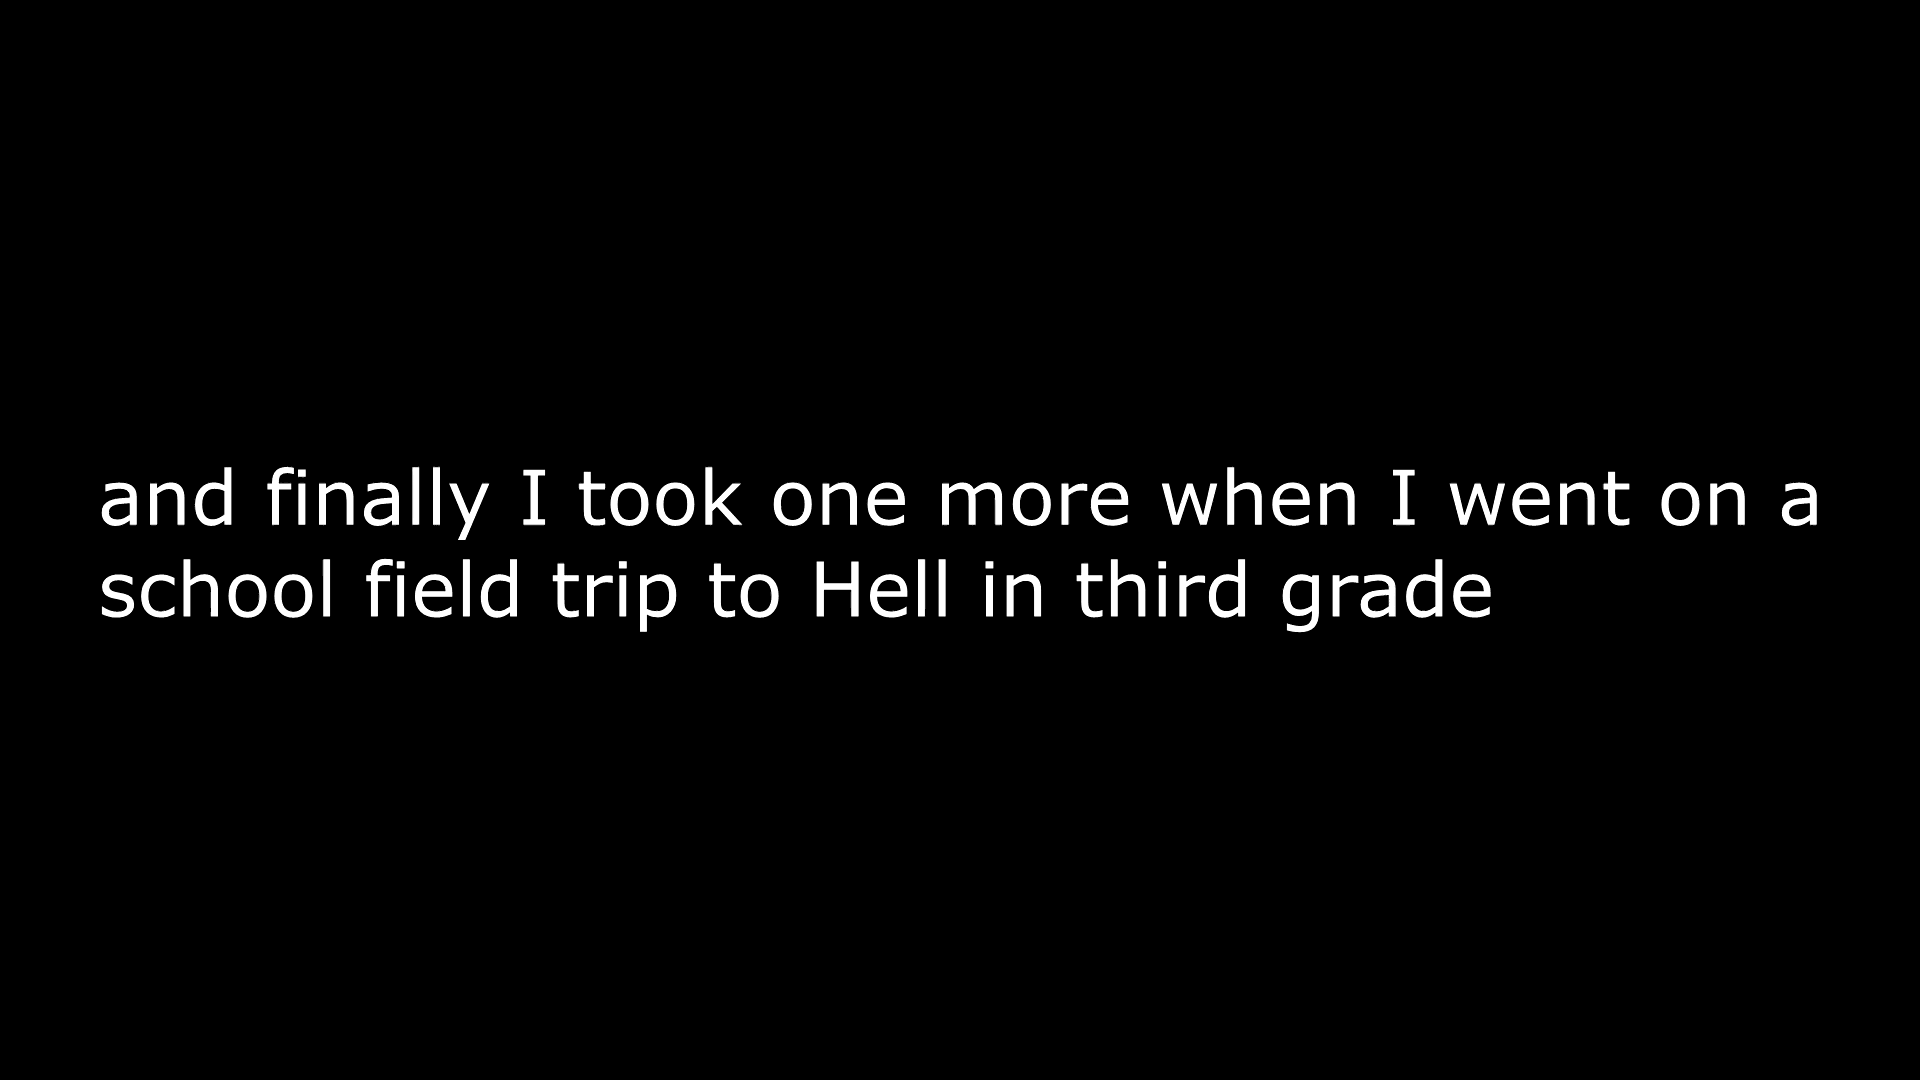 and finally I took one more when I went on a
school field trip to Hell in third grade